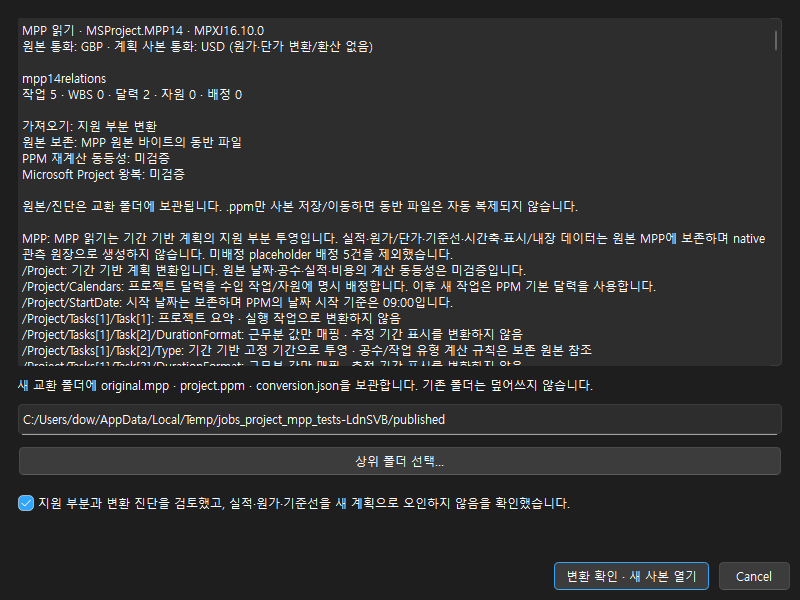 MPP 읽기 · MSProject.MPP14 · MPXJ16.10.0
원본 통화: GBP · 계획 사본 통화: USD (원가·단가 변환/환산 없음)
mpp14relations
작업 5 · WBS 0 · 달력 2 · 자원 0 · 배정 0
가져오기: 지원 부분 변환
원본 보존: MPP 원본 바이트의 동반 파일
PPM 재계산 동등성: 미검증
Microsoft Project 왕복: 미검증
원본/진단은 교환 폴더에 보관됩니다. .ppm만 사본 저장/이동하면 동반 파일은 자동 복제되지 않습니다.
MPP: MPP 읽기는 기간 기반 계획의 지원 부분 투영입니다. 실적·원가/단가·기준선·시간축·표시/내장 데이터는 원본 MPP에 보존하며 native
관측 원장으로 생성하지 않습니다. 미배정 placeholder 배정 5건을 제외했습니다.
/Project: 기간 기반 계획 변환입니다. 원본 날짜·공수·실적·비용의 계산 동등성은 미검증입니다.
/Project/Calendars: 프로젝트 달력을 수입 작업/자원에 명시 배정합니다. 이후 새 작업은 PPM 기본 달력을 사용합니다.
/Project/StartDate: 시작 날짜는 보존하며 PPM의 날짜 시작 기준은 09:00입니다.
/Project/Tasks[1]/Task[1]: 프로젝트 요약 · 실행 작업으로 변환하지 않음
/Project/Tasks[1]/Task[2]/DurationFormat: 근무분 값만 매핑 · 추정 기간 표시를 변환하지 않음
/Project/Tasks[1]/Task[2]/Type: 기간 기반 고정 기간으로 투영 · 공수/작업 유형 계산 규칙은 보존 원본 참조
새 교환 폴더에 original.mpp · project.ppm · conversion.json을 보관합니다. 기존 폴더는 덮어쓰지 않습니다.
C:/Users/dow/AppData/Local/Temp/jobs_project_mpp_tests-LdnSVB/published
상위 폴더 선택...
지원 부분과 변환 진단을 검토했고, 실적·원가·기준선을 새 계획으로 오인하지 않음을 확인했습니다.
변환 확인 · 새 사본 열기
Cancel